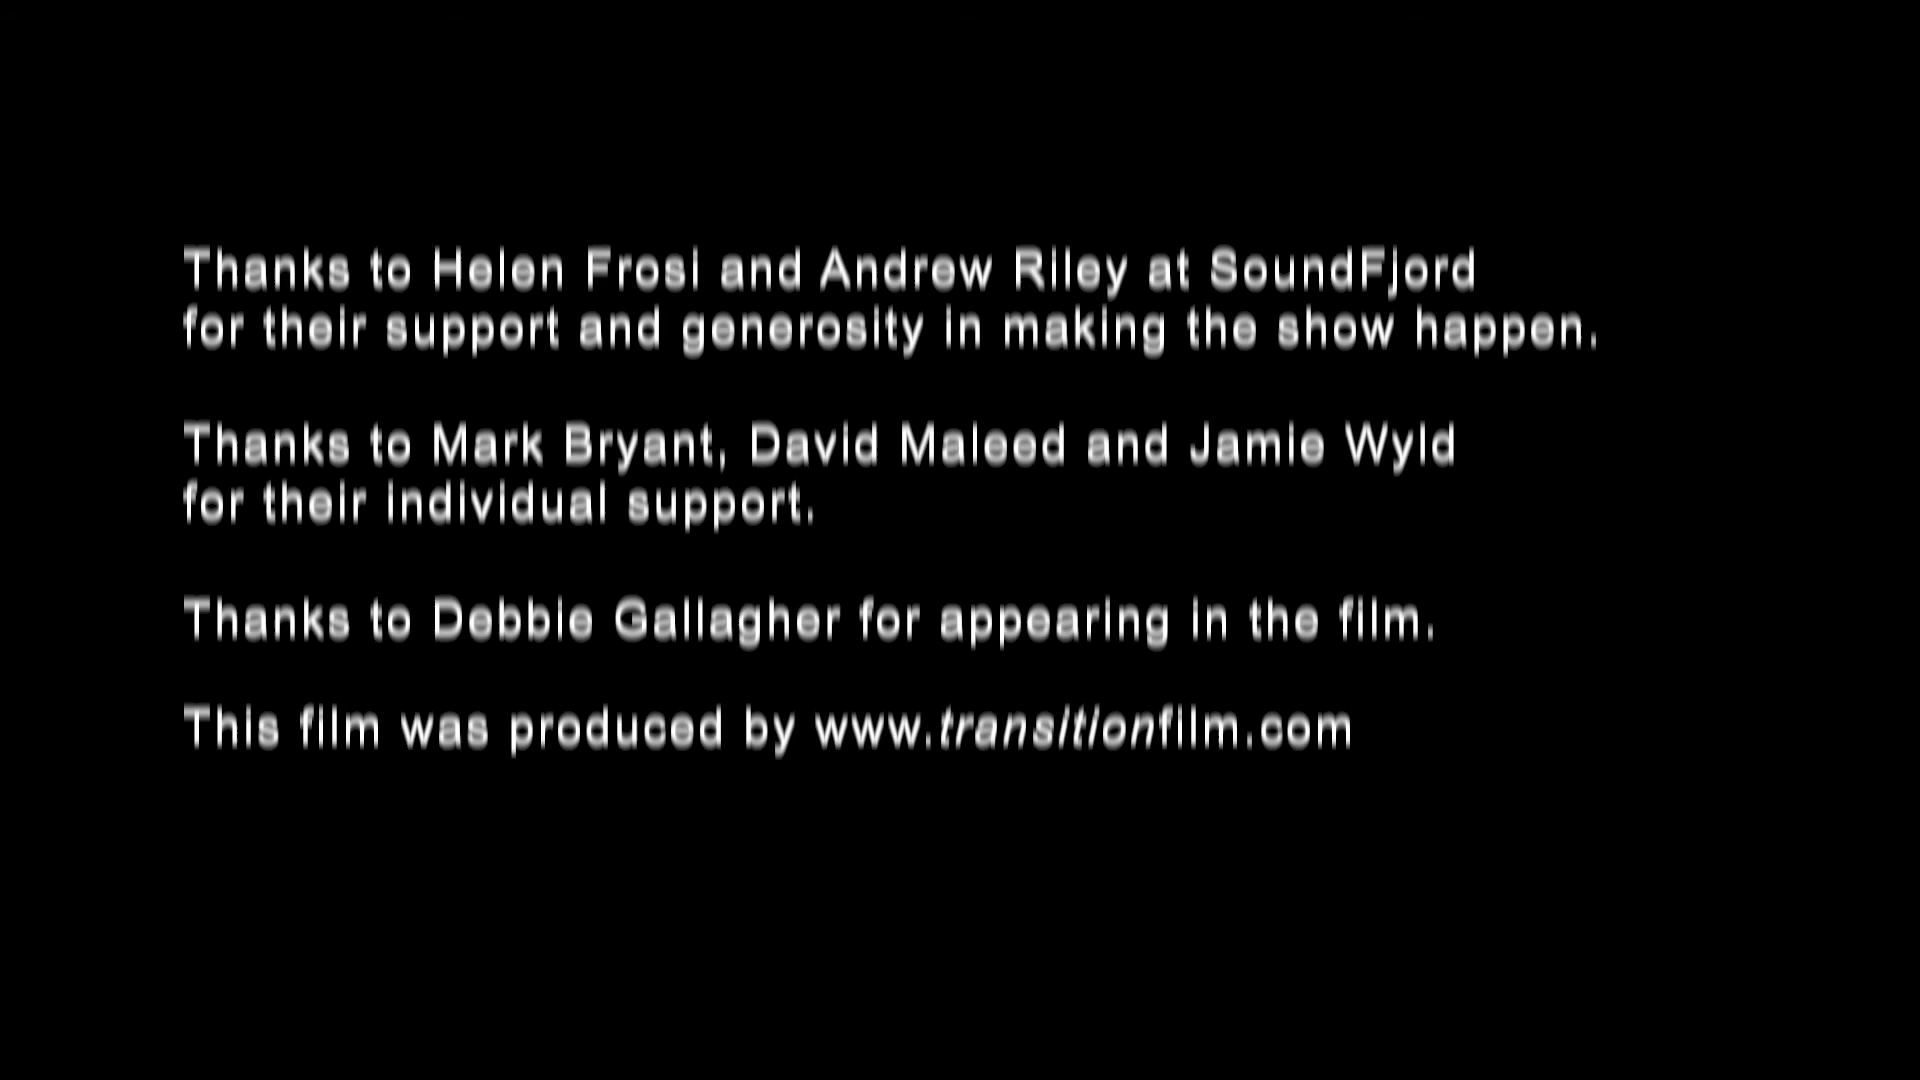 Thanks to Helen Frosi and Andrew Riley at SoundFjord
for their support and generosity in making the show happen.
Thanks to Mark Bryant, David Maleed and Jamie Wyld
for their individual support.
Thanks to Debbie Gallagher for appearing in the film.
This film was produced by www.transitionfilm.com